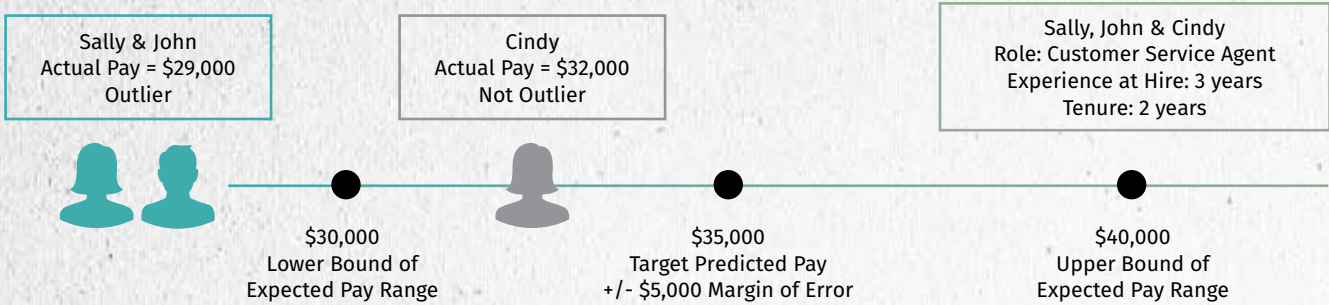 Sally & John
Actual Pay = $29,000
Outlier
Cindy
Actual Pay = $32,000
Not Outlier
Sally, John & Cindy
Role: Customer Service Agent
Experience at Hire: 3 years
Tenure: 2 years
$30,000
Lower Bound of
Expected Pay Range
$35,000
Target Predicted Pay
+/- $5,000 Margin of Error
$40,000
Upper Bound of
Expected Pay Range